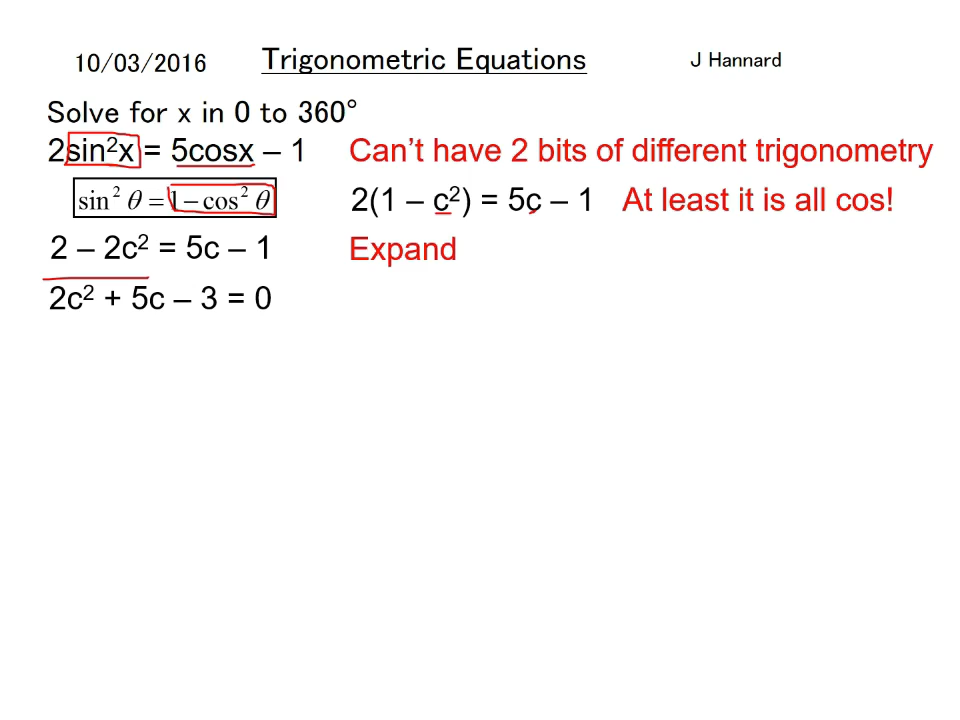 10/03/2016 Trigonometric Equations J Hannard
Solve for x in 0 to 360°
2sin²x = 5cosx – 1 Can’t have 2 bits of different trigonometry
sin² θ = 1 – cos² θ 2(1 – c²) = 5c – 1 At least it is all cos!
2 – 2c² = 5c – 1 Expand
2c² + 5c – 3 = 0